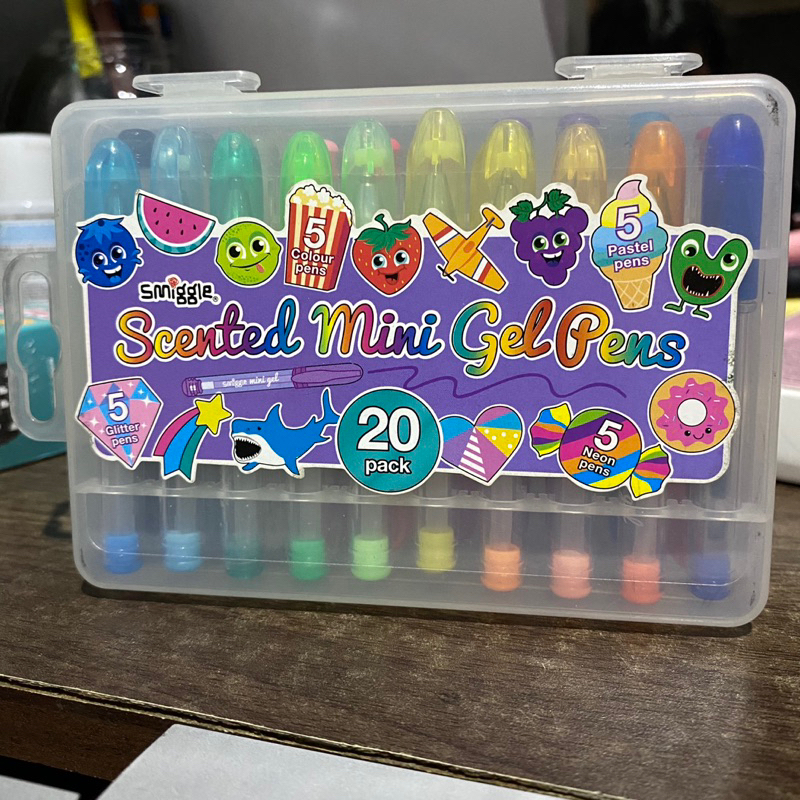 5
Colour
pens
5
Pastel
pens
smiggle®
Scented Mini Gel Pens
smiggle mini gel
5
Glitter
pens
20
pack
5
Neon
pens